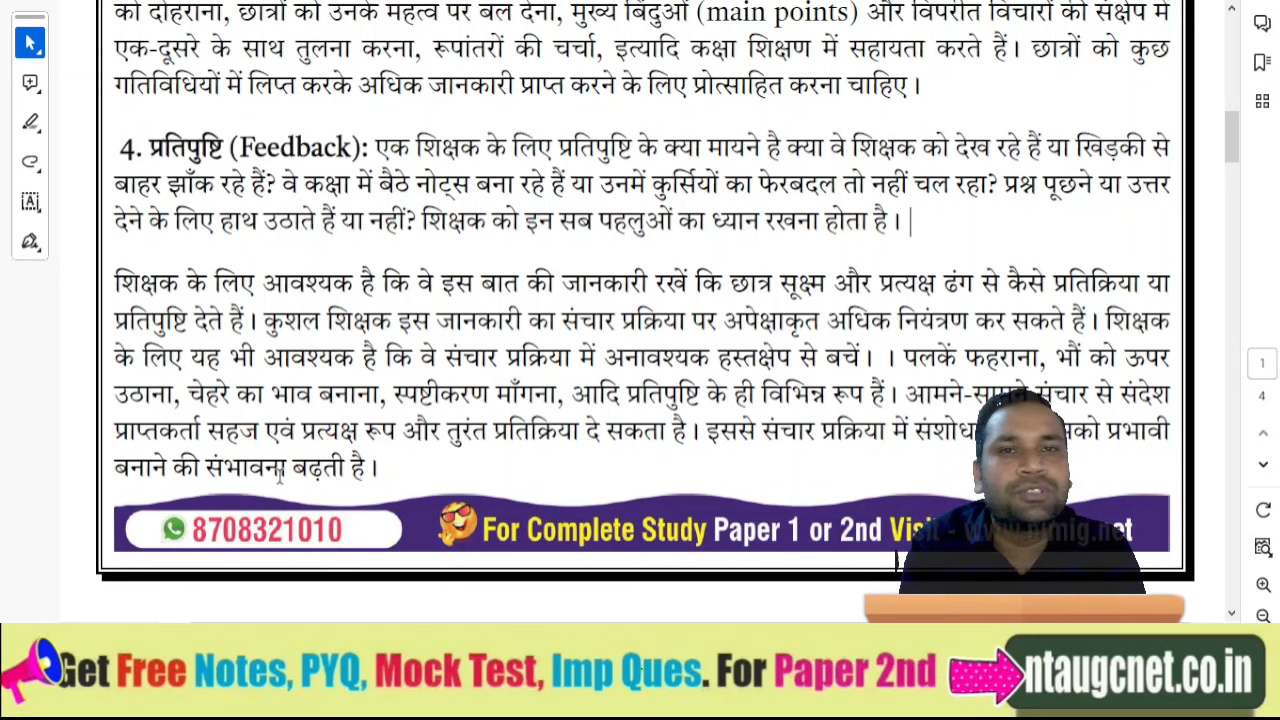 को दोहराना, छात्रों को उनके महत्व पर बल देना, मुख्य बिंदुओं (main points) और विपरीत विचारों की संक्षेप में
एक-दूसरे के साथ तुलना करना, रूपांतरों की चर्चा, इत्यादि कक्षा शिक्षण में सहायता करते हैं। छात्रों को कुछ
गतिविधियों में लिप्त करके अधिक जानकारी प्राप्त करने के लिए प्रोत्साहित करना चाहिए।
4. प्रतिपुष्टि (Feedback): एक शिक्षक के लिए प्रतिपुष्टि के क्या मायने है क्या वे शिक्षक को देख रहे हैं या खिड़की से
बाहर झाँक रहे हैं? वे कक्षा में बैठे नोट्स बना रहे हैं या उनमें कुर्सियों का फेरबदल तो नहीं चल रहा? प्रश्न पूछने या उत्तर
देने के लिए हाथ उठाते हैं या नहीं? शिक्षक को इन सब पहलुओं का ध्यान रखना होता है।
शिक्षक के लिए आवश्यक है कि वे इस बात की जानकारी रखें कि छात्र सूक्ष्म और प्रत्यक्ष ढंग से कैसे प्रतिक्रिया या
प्रतिपुष्टि देते हैं। कुशल शिक्षक इस जानकारी का संचार प्रक्रिया पर अपेक्षाकृत अधिक नियंत्रण कर सकते हैं। शिक्षक
के लिए यह भी आवश्यक है कि वे संचार प्रक्रिया में अनावश्यक हस्तक्षेप से बचें। । पलकें फहराना, भौं को ऊपर
उठाना, चेहरे का भाव बनाना, स्पष्टीकरण माँगना, आदि प्रतिपुष्टि के ही विभिन्न रूप हैं। आमने-सामने संचार से संदेश
प्राप्तकर्ता सहज एवं प्रत्यक्ष रूप और तुरंत प्रतिक्रिया दे सकता है। इससे संचार प्रक्रिया में प्रभावी
बनाने की संभावना बढ़ती है।
8708321010 For Complete Study Paper 1 or 2nd Visit -
1
4
Get Free Notes, PYQ, Mock Test, Imp Ques. For Paper 2nd ntaugcnet.co.in